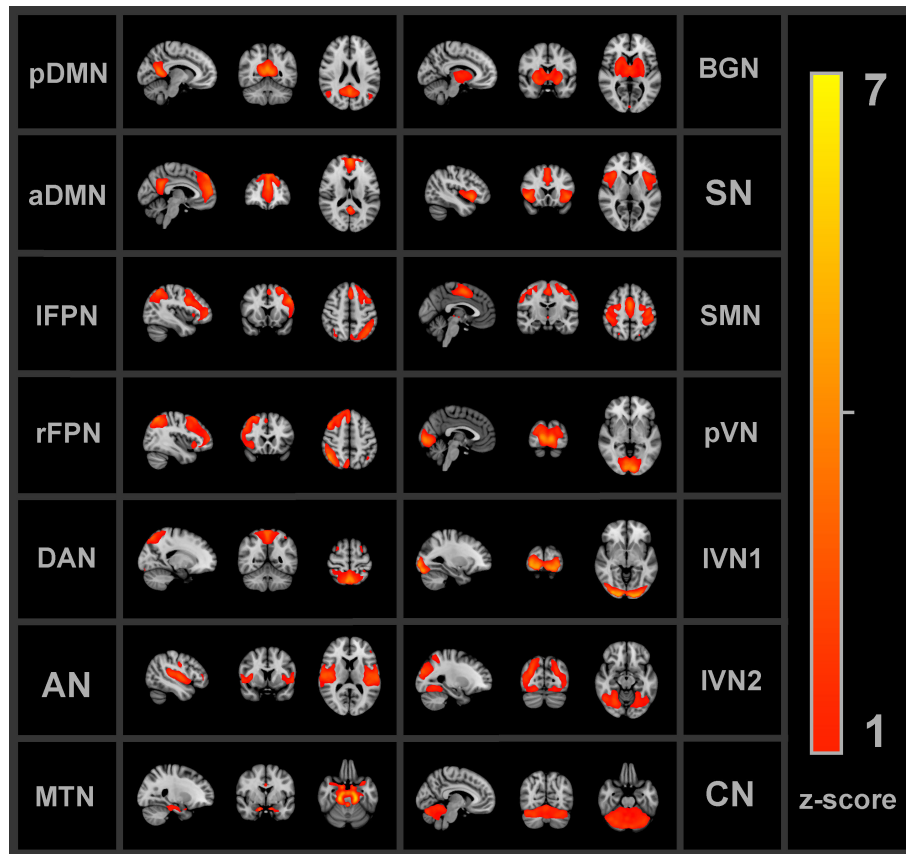 pDMN BGN 7
aDMN SN
lFPN SMN
rFPN pVN
DAN lVN1
AN lVN2
MTN CN 1
z-score